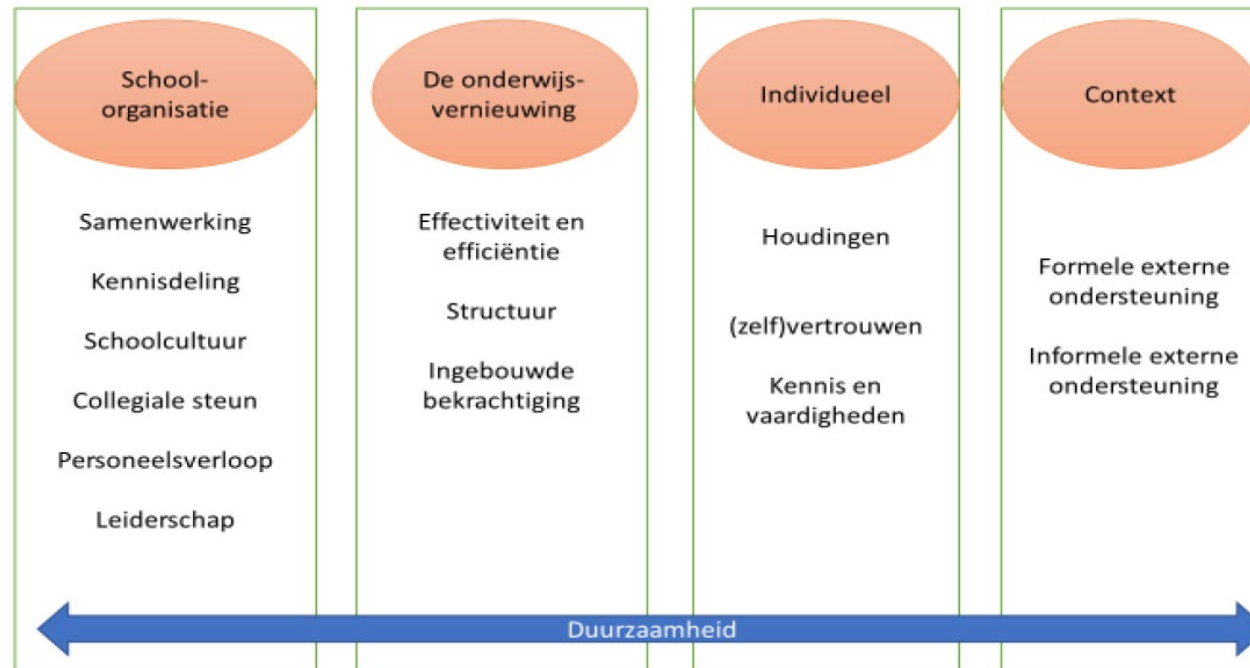 School-
organisatie
Samenwerking
Kennisdeling
Schoolcultuur
Collegiale steun
Personeelsverloop
Leiderschap
De onderwijs-
vernieuwing
Effectiviteit en
efficiëntie
Structuur
Ingebouwde
bekrachtiging
Individueel
Houdingen
(zelf)vertrouwen
Kennis en
vaardigheden
Context
Formele externe
ondersteuning
Informele externe
ondersteuning
Duurzaamheid